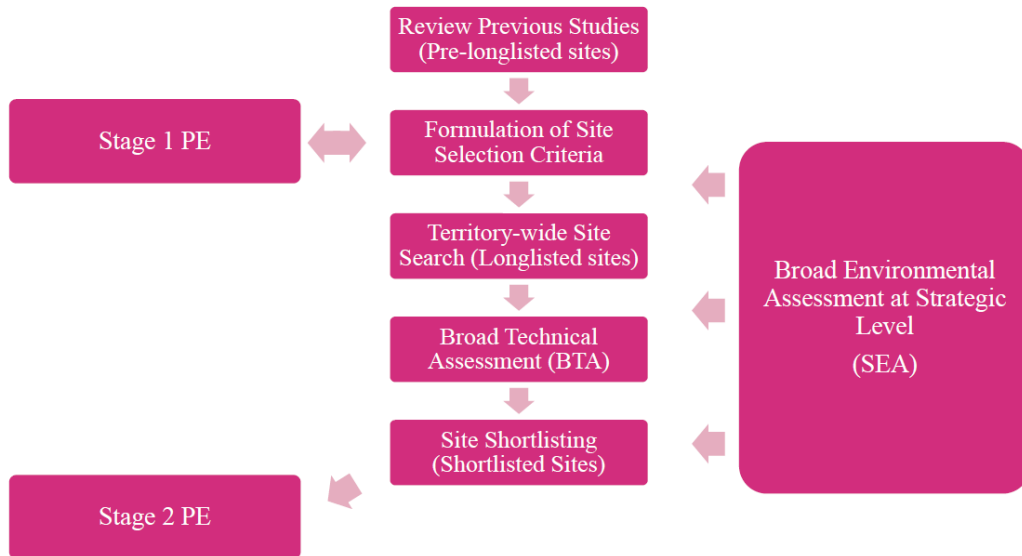 Review Previous Studies
(Pre-longlisted sites)
Stage 1 PE
Formulation of Site
Selection Criteria
Territory-wide Site
Search (Longlisted sites)
Broad Environmental
Assessment at Strategic
Level
(SEA)
Broad Technical
Assessment (BTA)
Site Shortlisting
(Shortlisted Sites)
Stage 2 PE